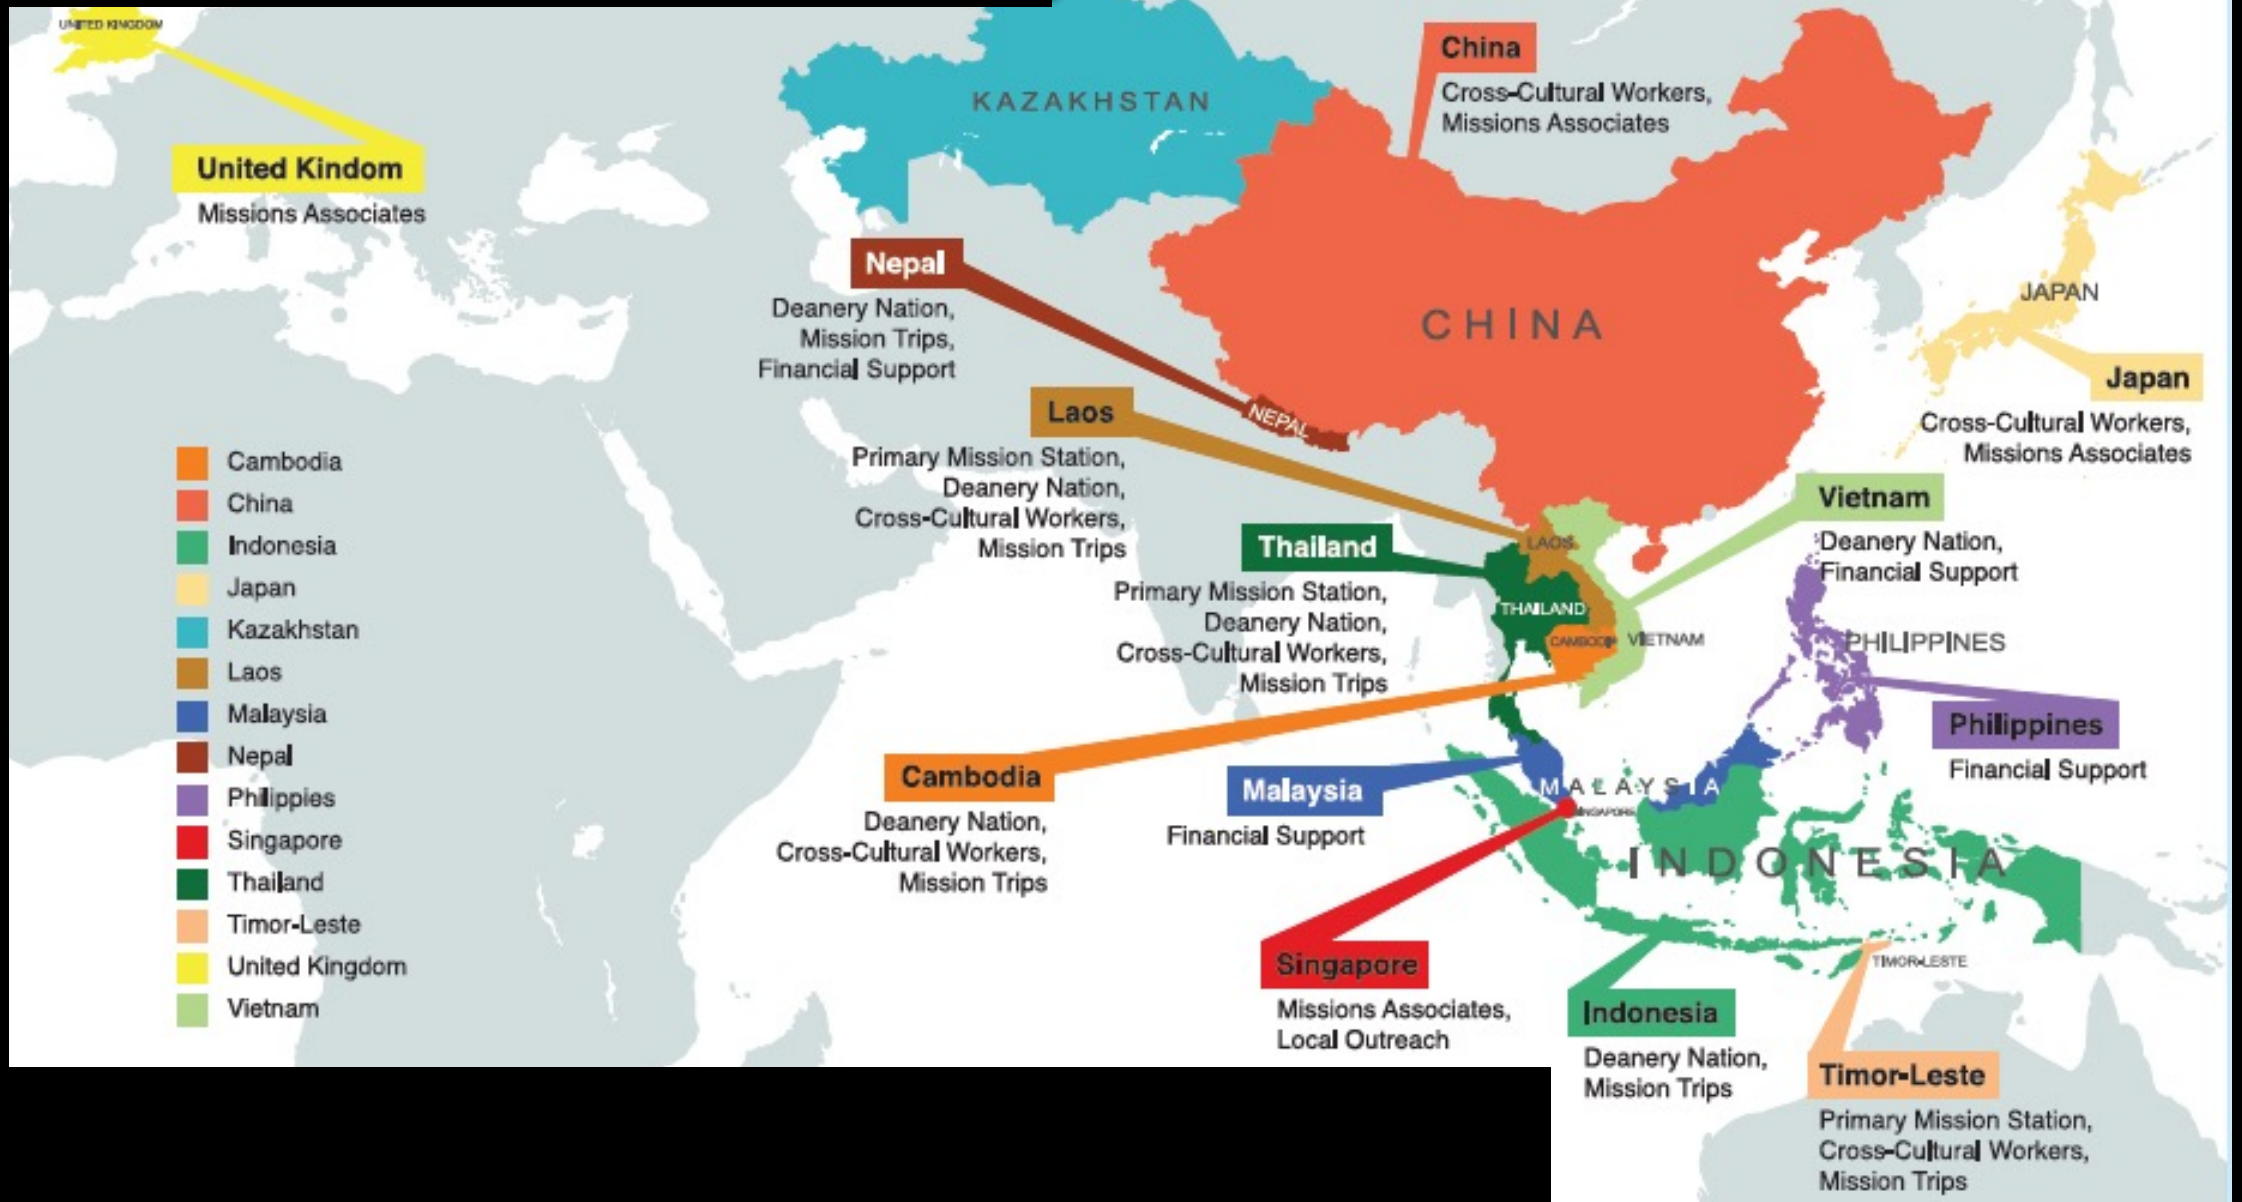 UNITED KINGDOM
United Kindom
Missions Associates
KAZAKHSTAN
China
Cross-Cultural Workers,
Missions Associates
CHINA
Nepal
Deanery Nation,
Mission Trips,
Financial Support
NEPAL
JAPAN
Japan
Cross-Cultural Workers,
Missions Associates
Laos
Primary Mission Station,
Deanery Nation,
Cross-Cultural Workers,
Mission Trips
LAOS
Vietnam
Deanery Nation,
Financial Support
VIETNAM
Thailand
Primary Mission Station,
Deanery Nation,
Cross-Cultural Workers,
Mission Trips
THAILAND
CAMBODIA
PHILIPPINES
Philippines
Financial Support
Cambodia
Deanery Nation,
Cross-Cultural Workers,
Mission Trips
Malaysia
Financial Support
MALAYSIA
SINGAPORE
INDONESIA
Singapore
Missions Associates,
Local Outreach
Indonesia
Deanery Nation,
Mission Trips
TIMOR-LESTE
Timor-Leste
Primary Mission Station,
Cross-Cultural Workers,
Mission Trips
Cambodia
China
Indonesia
Japan
Kazakhstan
Laos
Malaysia
Nepal
Philippies
Singapore
Thailand
Timor-Leste
United Kingdom
Vietnam